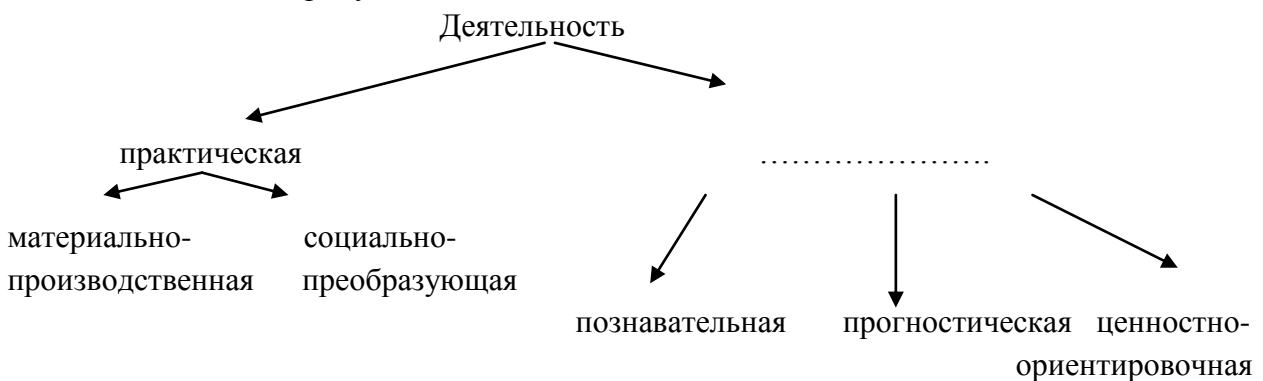 Деятельность
практическая
………………….
материально-
производственная
социально-
преобразующая
познавательная
прогностическая
ценностно-
ориентировочная